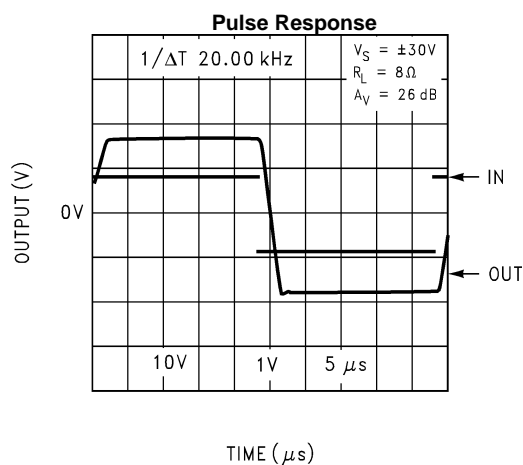 Pulse Response
1/ΔT 20.00 kHz
V_S = ±30V
R_L = 8Ω
A_V = 26 dB
OUTPUT (V)
0V
IN
OUT
10V 1V 5 μs
TIME (μs)